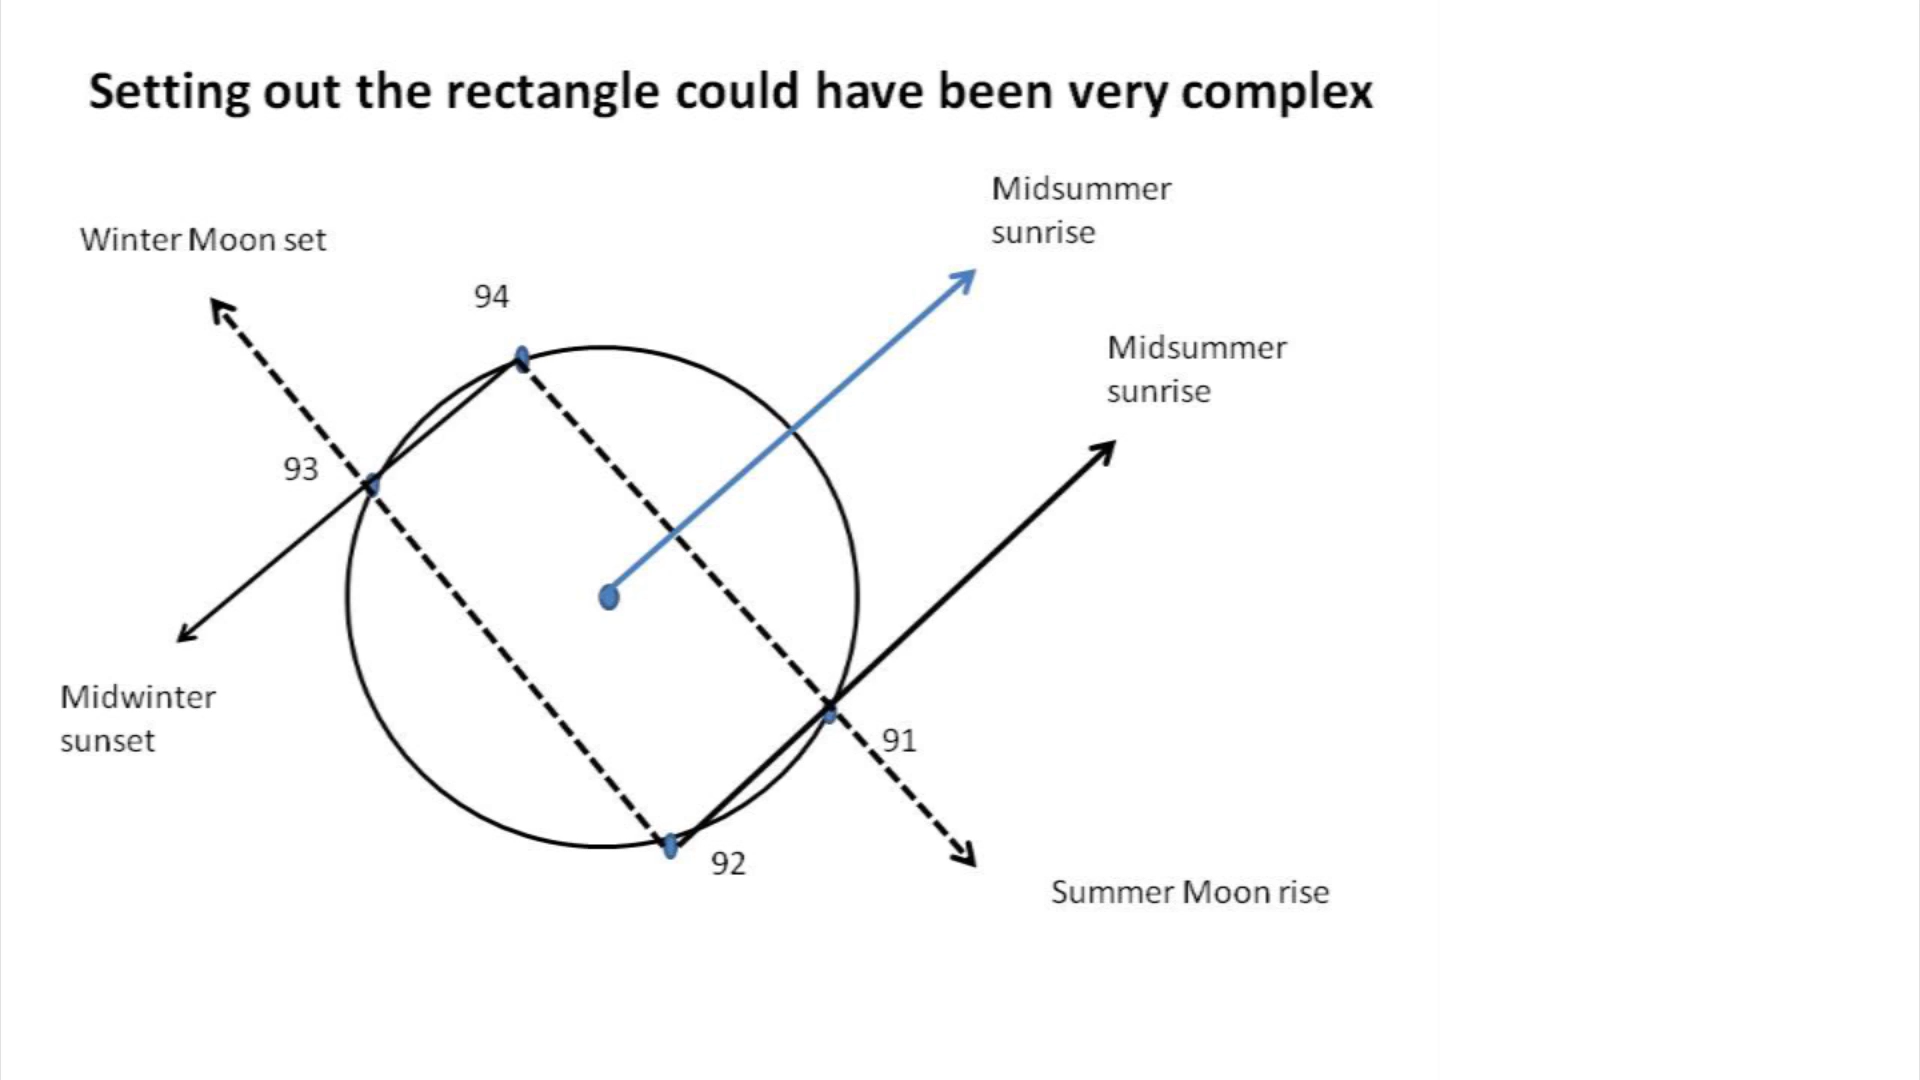 Setting out the rectangle could have been very complex
Midsummer
sunrise
Winter Moon set
94
Midsummer
sunrise
93
Midwinter
sunset
91
92
Summer Moon rise